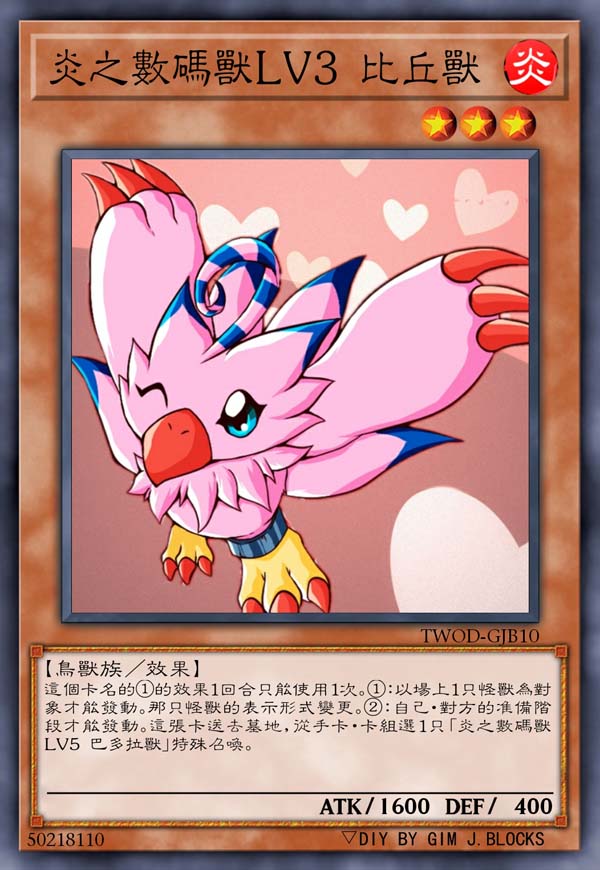 炎之數碼獸LV3 比丘獸
炎
TWOD-GJB10
【鳥獸族／效果】
這個卡名的①的效果1回合只能使用1次。①:以場上1只怪獸為對
象才能發動。那只怪獸的表示形式變更。②:自己·對方的准備階
段才能發動。這張卡送去墓地,從手卡·卡組選1只「炎之數碼獸
LV5 巴多拉獸」特殊召喚。
ATK/1600 DEF/ 400
50218110
▽DIY BY GIM J.BLOCKS